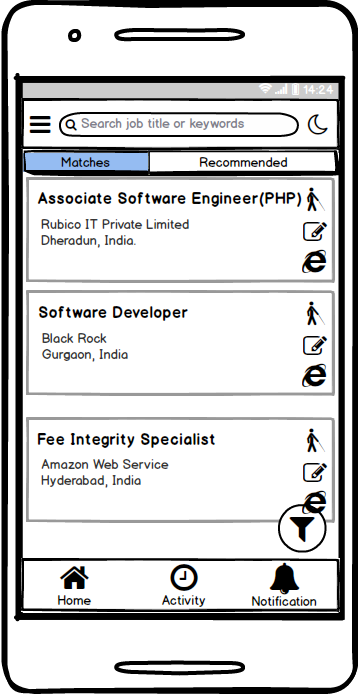 14:24
Search job title or keywords
Matches
Recommended
Associate Software Engineer(PHP)
Rubico IT Private Limited
Dheradun, India.
Software Developer
Black Rock
Gurgaon, India
Fee Integrity Specialist
Amazon Web Service
Hyderabad, India
Home
Activity
Notification